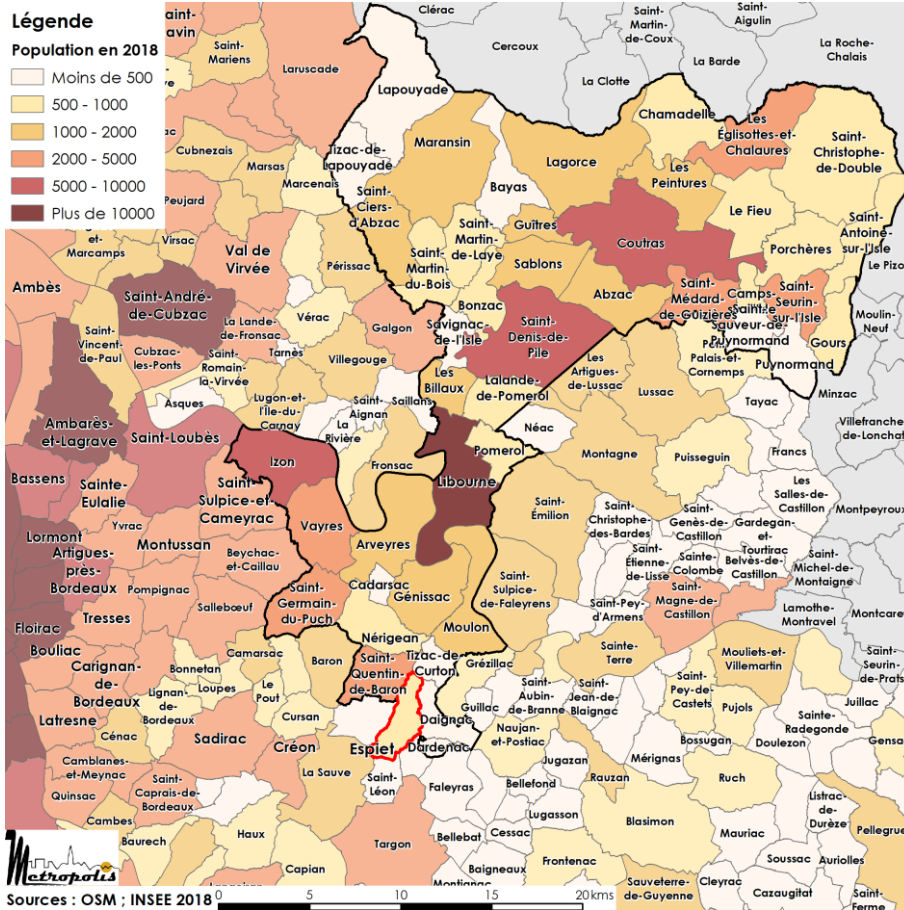 Légende
Population en 2018
Moins de 500
500 - 1000
1000 - 2000
2000 - 5000
5000 - 10000
Plus de 10000
Saint-
Mariens
Laruscade
Clérac
Cercoux
Saint-
Martin-
de-Coux
Saint-
Aigulin
La Barde
La Roche-
Chalais
La Clotte
Lapouyade
Chamadelle
Les
Églisottes-et-
Chalaures
Saint-
Christophe-
de-Double
Maransin
Tizac-de-
Lapouyade
Lagorce
Cubnezais
Marsas
Marcenais
Bayas
Les
Peintures
Saint-
Ciers-
d'Abzac
Peujard
Le Fieu
Saint-
Antoine-
sur-l'Isle
Guîtres
Coutras
et-
Marcamps
Virsac
Val de
Virvée
Périssac
Saint-
Martin-
du-Bois
Saint-
Martin-
de-Laye
Sablons
Porchères
Le Pizo
Ambès
Saint-André-
de-Cubzac
Abzac
Saint-
Médard-
de-Guizières
Camps-
Saint-
Seurin-
sur-l'Isle
Bonzac
Vérac
Galgon
Savignac-
de-l'Isle
Saint-
Denis-de-
Pile
Sauveur-de-
Puynormand
Moulin-
Neuf
La Lande-
de-Fronsac
Saint-
Vincent-
de-Paul
Cubzac-
les-Ponts
Saint-
Romain-
la-Virvée
Tarnès
Villegouge
Les
Billaux
Lalande-
de-Pomerol
Les
Artigues-
de-Lussac
Palais-et-
Cornemps
Puynormand
Gours
Minzac
Asques
Lugon-et-
l'Île-du-
Carnay
Saint-
Aignan
Saillans
La
Rivière
Lussac
Tayac
Ambarès-
et-Lagrave
Saint-Loubès
Néac
Villefranche-
de-Lonchat
Izon
Fronsac
Libourne
Pomerol
Montagne
Puisseguin
Francs
Bassens
Sainte-
Eulalie
Saint-
Sulpice-et-
Cameyrac
Les
Salles-de-
Castillon
Montpeyroux
Yvrac
Vayres
Saint-
Émilion
Saint-
Christophe-
des-Bardes
Saint-
Genès-de-
Castillon
Gardegan-
et-
Tourtirac
Lormont
Artigues-
près-
Bordeaux
Montussan
Beychac-
et-Caillau
Arveyres
Saint-
Étienne-
de-Lisse
Sainte-
Colombe
Belvès-de-
Castillon
Saint-
Michel-de-
Montaigne
Pompignac
Cadarsac
Génissac
Saint-
Sulpice-
de-Faleyrens
Saint-
Magne-de-
Castillon
Sallebœuf
Saint-
Germain-
du-Puch
Saint-Pey-
d'Armens
Lamothe-
Montravel
Montcare
Floirac
Tresses
Moulon
Bouliac
Nérigean
Sainte-
Terre
Mouliets-et-
Villemartin
Camarsac
Baron
Saint-
Quentin-
de-Baron
Tizac-de-
Curton
Grézillac
Saint-
Seurin-
de-Prats
Carignan-
de-
Bordeaux
Bonnetan
Lignan-
de-
Bordeaux
Loupes
Le
Pout
Saint-
Aubin-
de-Branne
Saint-
Jean-de-
Blaignac
Saint-
Pey-de-
Castets
Pujols
Juillac
Latresne
Cursan
Guillac
Daignac
Sainte-
Radegonde
Cénac
Sadirac
Créon
Espiet
Dardenac
Naujan-
et-Postiac
Bossugan
Doulezon
Gensa
Jugazan
Mérignas
Camblanes-
et-Meynac
La Sauve
Saint-
Léon
Faleyras
Bellefond
Rauzan
Ruch
Quinsac
Saint-
Caprais-de-
Bordeaux
Lugasson
Listrac-
de-
Durèze
Cambes
Haux
Blasimon
Mauriac
Pellegrue
Baurech
Targon
Bellebat
Cessac
Soussac
Auriolles
Capian
Baigneaux
Frontenac
Montignac
Sauveterre-
de-Guyenne
Cleyrac
Cazaugitat
Saint-
Ferme
Metropolis
Sources : OSM ; INSEE 2018
0 5 10 15 20 kms